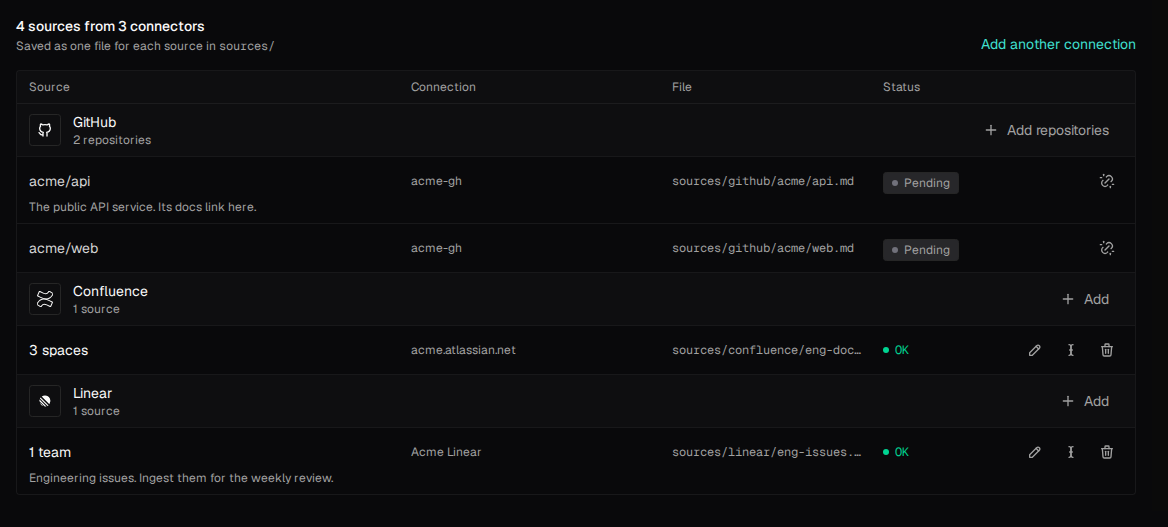 4 sources from 3 connectors
Saved as one file for each source in sources/
Add another connection
Source Connection File Status
GitHub
2 repositories
+ Add repositories
acme/api acme-gh sources/github/acme/api.md Pending
The public API service. Its docs link here.
acme/web acme-gh sources/github/acme/web.md Pending
Confluence
1 source
+ Add
3 spaces acme.atlassian.net sources/confluence/eng-doc… OK
Linear
1 source
+ Add
1 team Acme Linear sources/linear/eng-issues.… OK
Engineering issues. Ingest them for the weekly review.